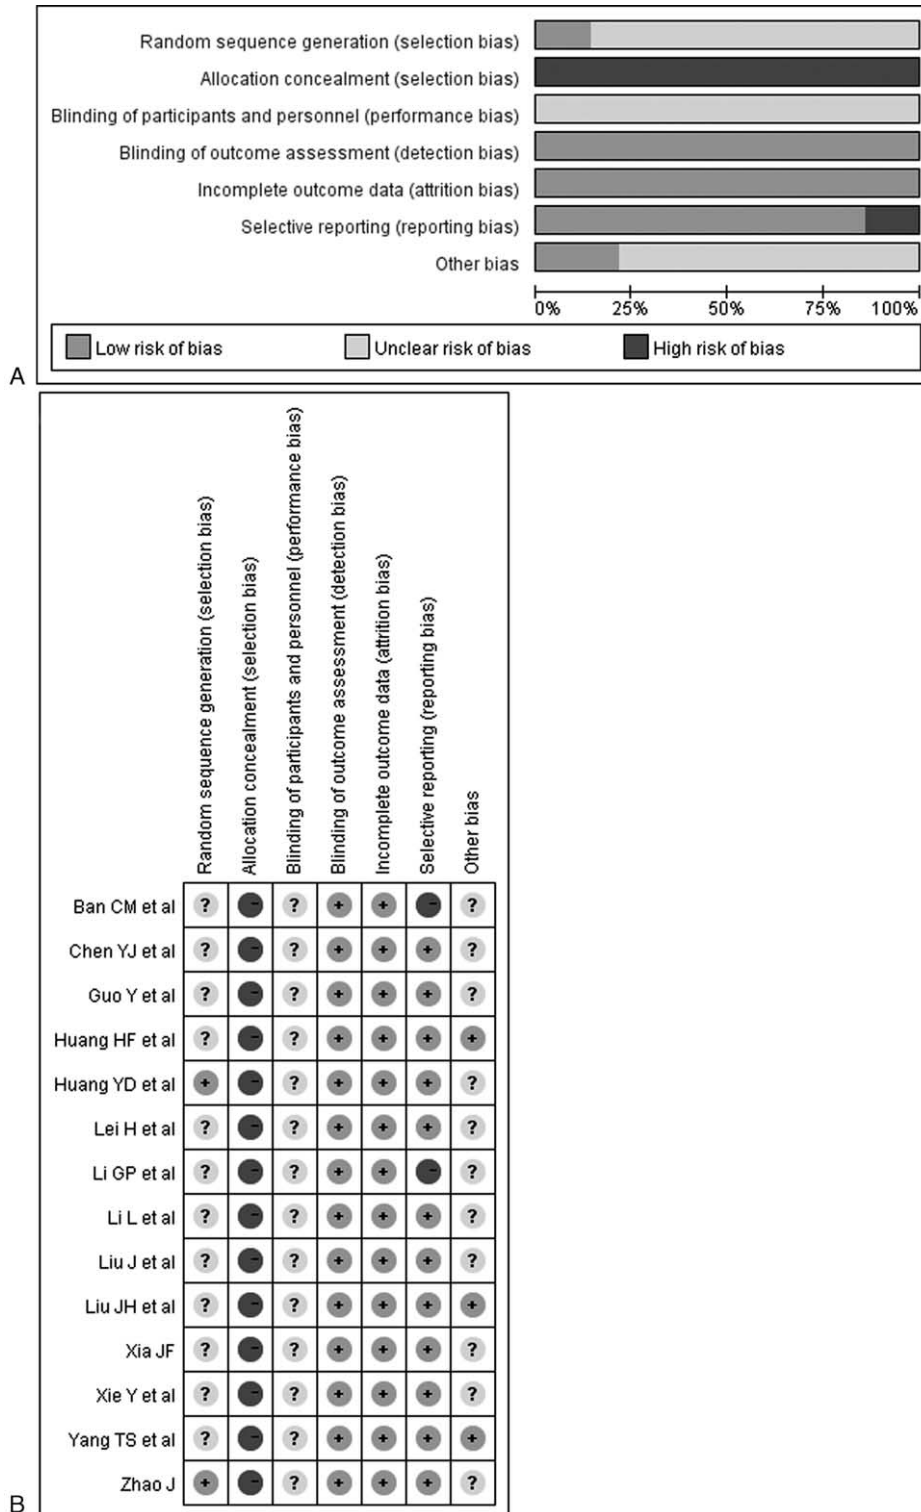 Random sequence generation (selection bias)
Allocation concealment (selection bias)
Blinding of participants and personnel (performance bias)
Blinding of outcome assessment (detection bias)
Incomplete outcome data (attrition bias)
Selective reporting (reporting bias)
Other bias
0% 25% 50% 75% 100%
Low risk of bias Unclear risk of bias High risk of bias
A
Random sequence generation (selection bias)
Allocation concealment (selection bias)
Blinding of participants and personnel (performance bias)
Blinding of outcome assessment (detection bias)
Incomplete outcome data (attrition bias)
Selective reporting (reporting bias)
Other bias
Ban CM et al ? - ? + + - ?
Chen YJ et al ? - ? + + + ?
Guo Y et al ? - ? + + + ?
Huang HF et al ? - ? + + + +
Huang YD et al + - ? + + + ?
Lei H et al ? - ? + + + ?
Li GP et al ? - ? + + - ?
Li L et al ? - ? + + + ?
Liu J et al ? - ? + + + ?
Liu JH et al ? - ? + + + +
Xia JF ? - ? + + + ?
Xie Y et al ? - ? + + + ?
Yang TS et al ? - ? + + + +
Zhao J + - ? + + + ?
B